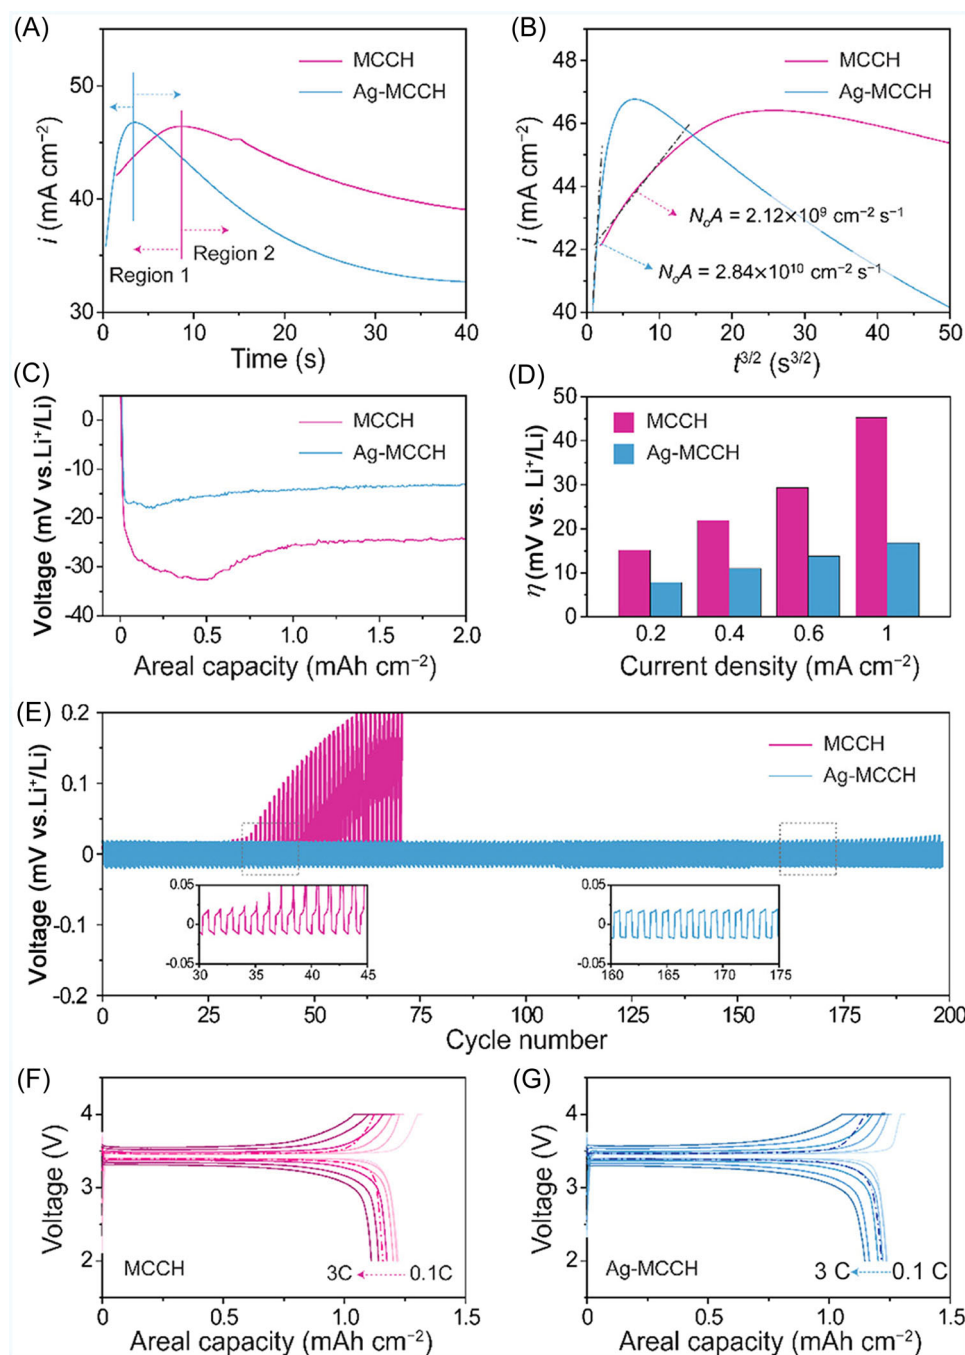 (A)
i (mA cm⁻²)
50
40
30
MCCH
Ag-MCCH
Region 1
Region 2
0 10 20 30 40
Time (s)
(B)
i (mA cm⁻²)
48
46
44
42
40
MCCH
Ag-MCCH
NₒA = 2.12×10⁹ cm⁻² s⁻¹
NₒA = 2.84×10¹⁰ cm⁻² s⁻¹
0 10 20 30 40 50
t³ᐟ² (s³ᐟ²)
(C)
Voltage (mV vs.Li⁺/Li)
0
-10
-20
-30
-40
MCCH
Ag-MCCH
0 0.5 1.0 1.5 2.0
Areal capacity (mAh cm⁻²)
(D)
η (mV vs. Li⁺/Li)
50
40
30
20
10
0
MCCH
Ag-MCCH
0.2 0.4 0.6 1
Current density (mA cm⁻²)
(E)
Voltage (mV vs.Li⁺/Li)
0.2
0.1
0
-0.1
-0.2
MCCH
Ag-MCCH
0.05
0
-0.05
30 35 40 45
0.05
0
-0.05
160 165 170 175
0 25 50 75 100 125 150 175 200
Cycle number
(F)
Voltage (V)
4
3
2
MCCH
3C 0.1C
0 0.5 1.0 1.5
Areal capacity (mAh cm⁻²)
(G)
Voltage (V)
4
3
2
Ag-MCCH
3 C 0.1 C
0 0.5 1.0 1.5
Areal capacity (mAh cm⁻²)